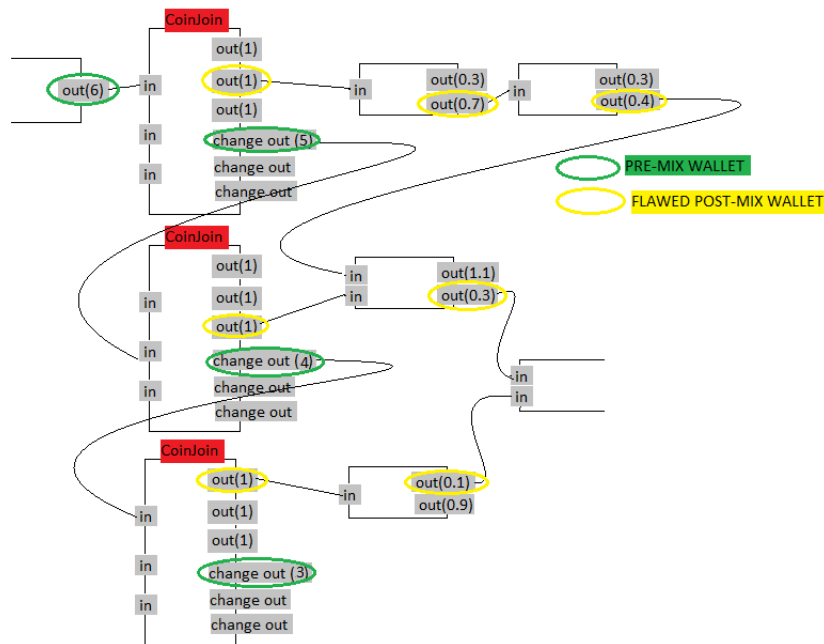 CoinJoin
out(1)
out(6)
in
out(1)
out(1)
in
in
change out (5)
change out
change out
in
out(0.3)
out(0.7)
in
out(0.3)
out(0.4)
PRE-MIX WALLET
FLAWED POST-MIX WALLET
CoinJoin
out(1)
in
out(1)
out(1)
in
change out (4)
in
change out
change out
in
in
out(1.1)
out(0.3)
in
in
CoinJoin
out(1)
in
out(1)
out(1)
in
change out (3)
in
change out
change out
in
out(0.1)
out(0.9)